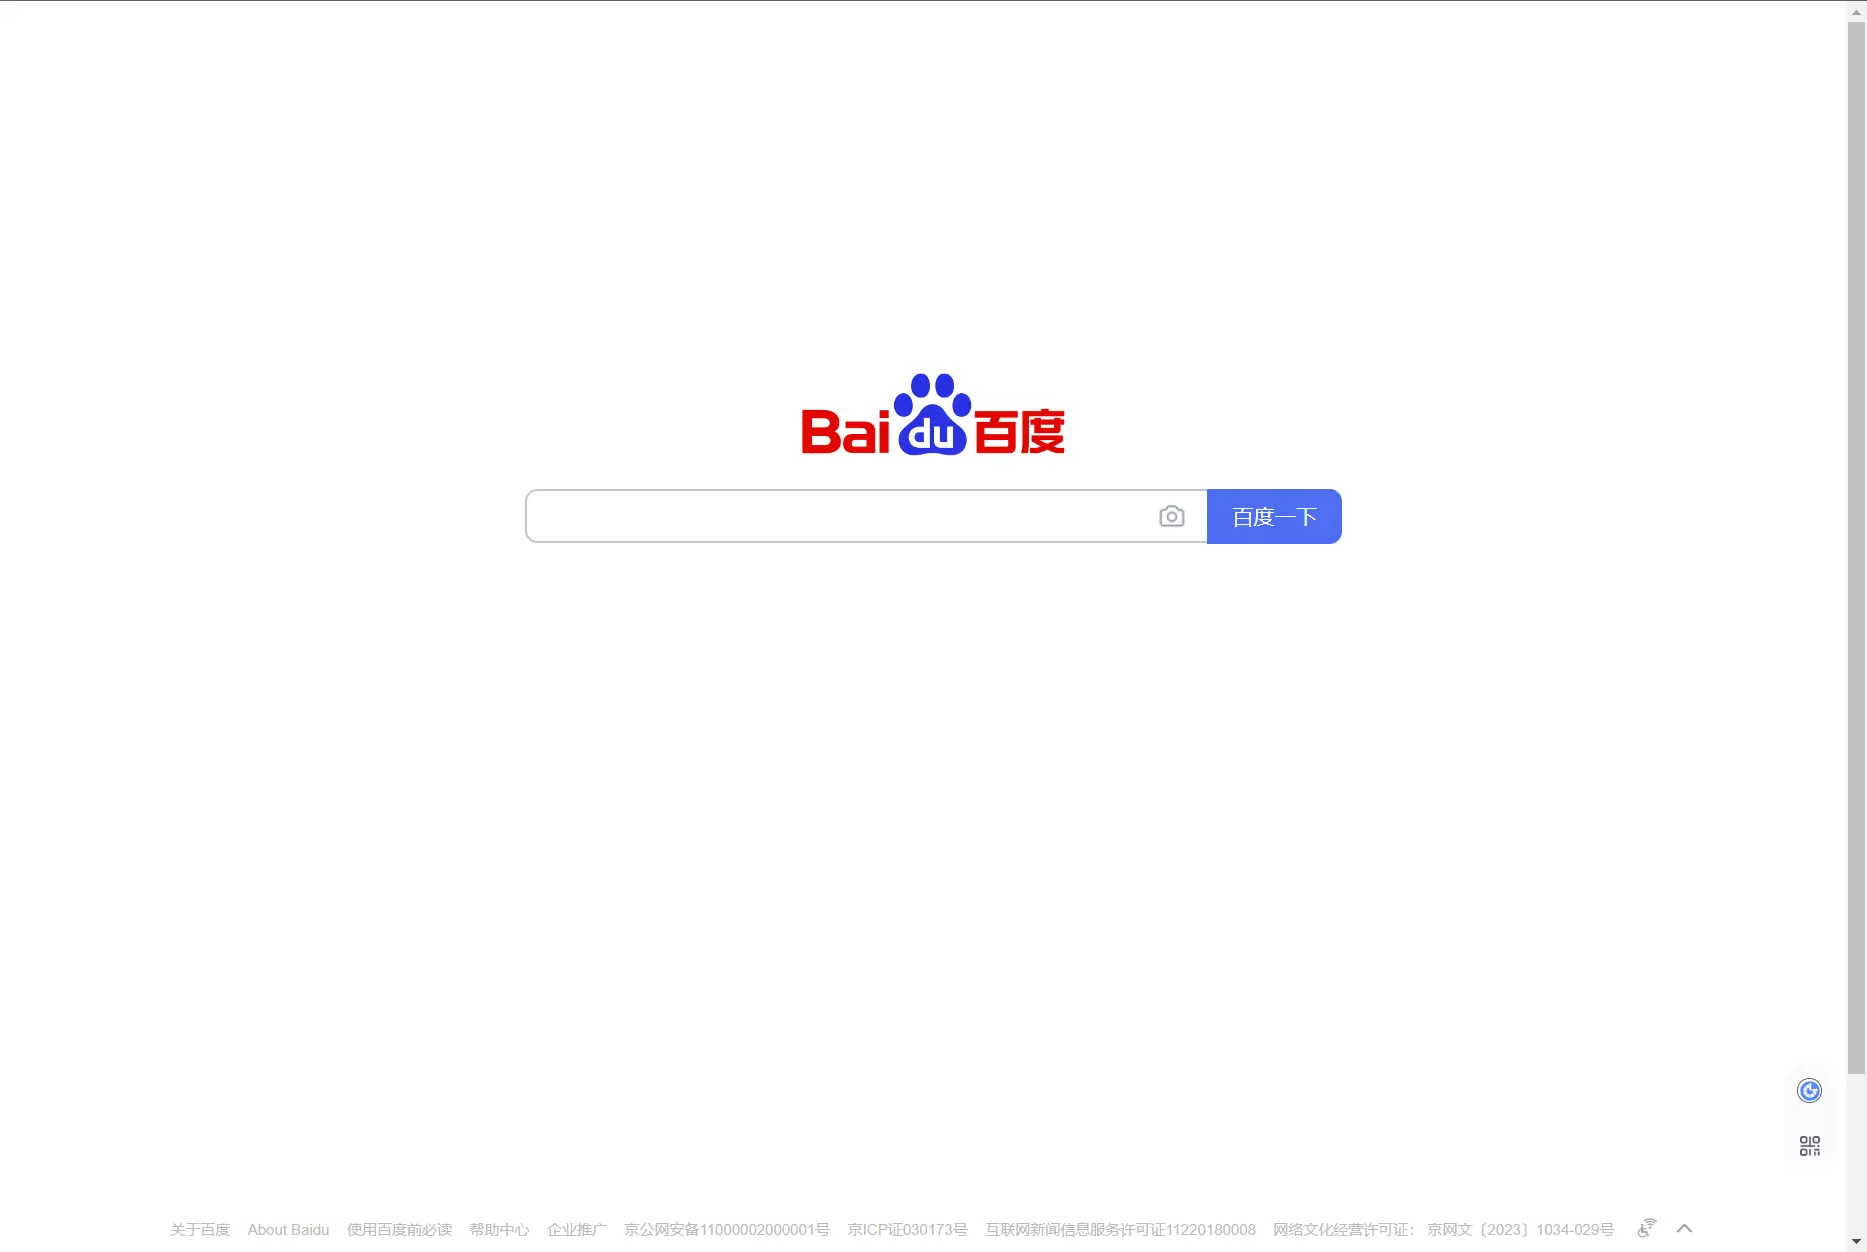 Baidu百度
百度一下
关于百度 About Baidu 使用百度前必读 帮助中心 企业推广 京公网安备11000002000001号 京ICP证030173号 互联网新闻信息服务许可证11220180008 网络文化经营许可证： 京网文〔2023〕1034-029号